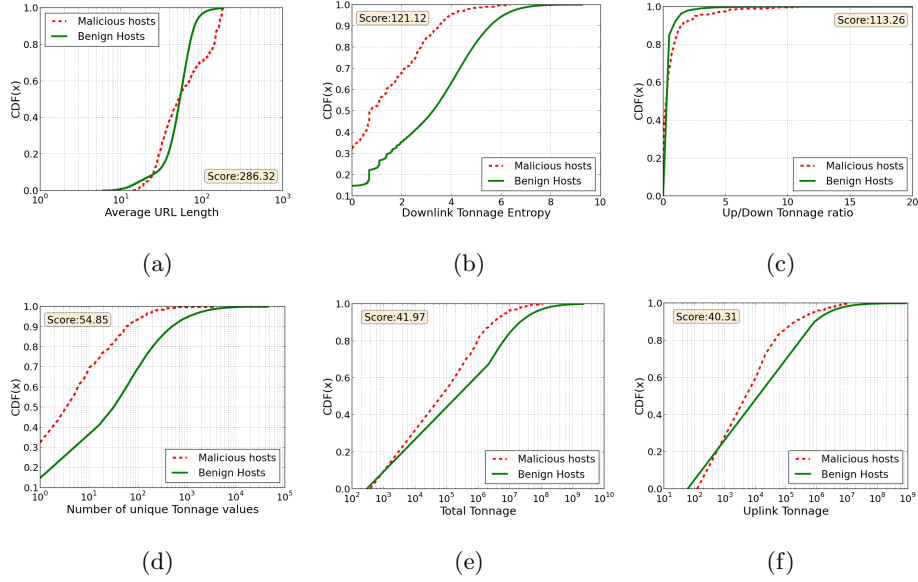 CDF(x)
1.0
0.8
0.6
0.4
0.2
0.0
Malicious hosts
Benign Hosts
Score:286.32
10^0 10^1 10^2 10^3
Average URL Length
(a)
CDF(x)
1.0
0.9
0.8
0.7
0.6
0.5
0.4
0.3
0.2
0.1
Score:121.12
Malicious hosts
Benign Hosts
0 2 4 6 8 10
Downlink Tonnage Entropy
(b)
CDF(x)
1.0
0.8
0.6
0.4
0.2
0.0
Score:113.26
Malicious hosts
Benign Hosts
0 5 10 15 20
Up/Down Tonnage ratio
(c)
CDF(x)
1.0
0.9
0.8
0.7
0.6
0.5
0.4
0.3
0.2
0.1
Score:54.85
Malicious hosts
Benign Hosts
10^0 10^1 10^2 10^3 10^4 10^5
Number of unique Tonnage values
(d)
CDF(x)
1.0
0.8
0.6
0.4
0.2
0.0
Score:41.97
Malicious hosts
Benign Hosts
10^2 10^3 10^4 10^5 10^6 10^7 10^8 10^9 10^10
Total Tonnage
(e)
CDF(x)
1.0
0.8
0.6
0.4
0.2
0.0
Score:40.31
Malicious hosts
Benign Hosts
10^1 10^2 10^3 10^4 10^5 10^6 10^7 10^8 10^9
Uplink Tonnage
(f)